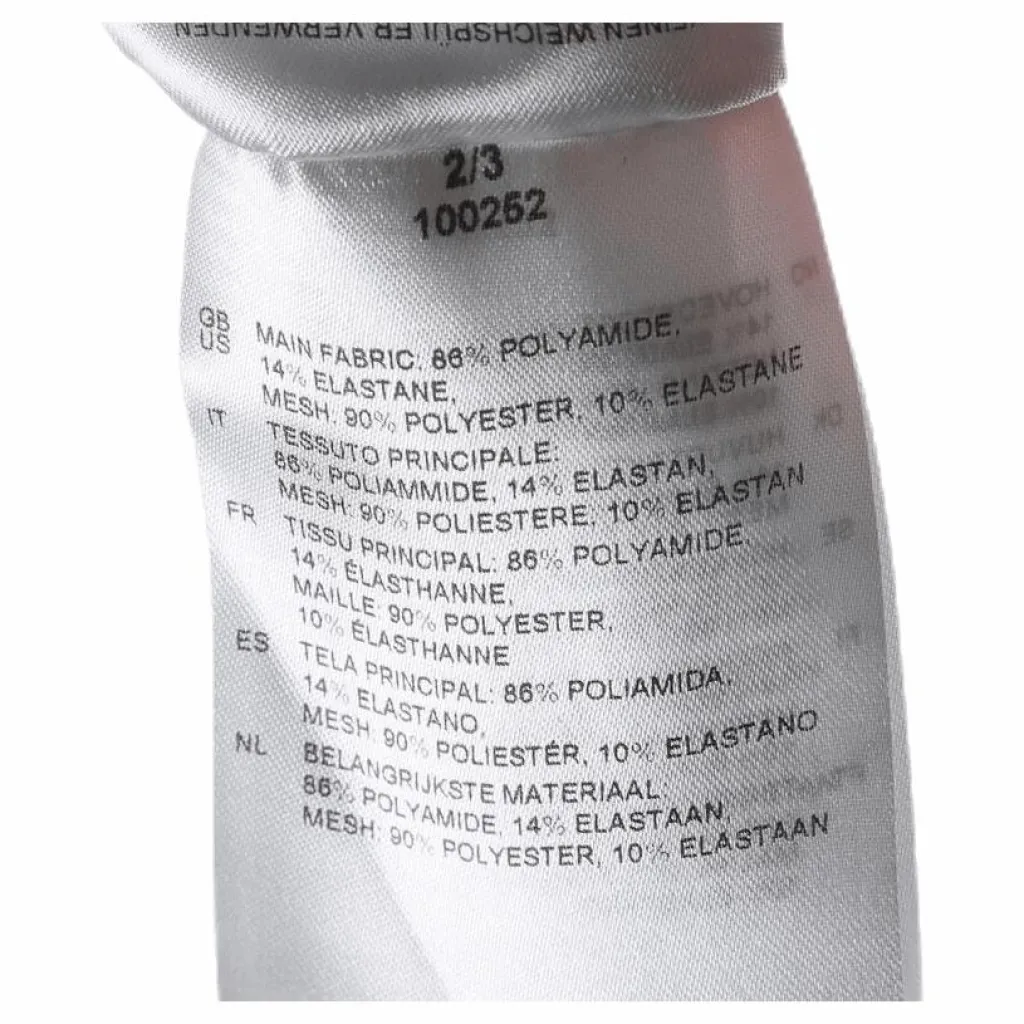 KEINEN WEICHSPÜLER VERWENDEN
2/3
100252
GB
US
MAIN FABRIC: 86% POLYAMIDE,
14% ELASTANE,
MESH: 90% POLYESTER, 10% ELASTANE
IT
TESSUTO PRINCIPALE:
86% POLIAMMIDE, 14% ELASTAN,
MESH: 90% POLIESTERE, 10% ELASTAN
FR
TISSU PRINCIPAL: 86% POLYAMIDE,
14% ÉLASTHANNE,
MAILLE: 90% POLYESTER,
10% ÉLASTHANNE
ES
TELA PRINCIPAL: 86% POLIAMIDA,
14% ELASTANO,
MESH: 90% POLIESTÉR, 10% ELASTANO
NL
BELANGRIJKSTE MATERIAAL:
86% POLYAMIDE, 14% ELASTAAN,
MESH: 90% POLYESTER, 10% ELASTAAN